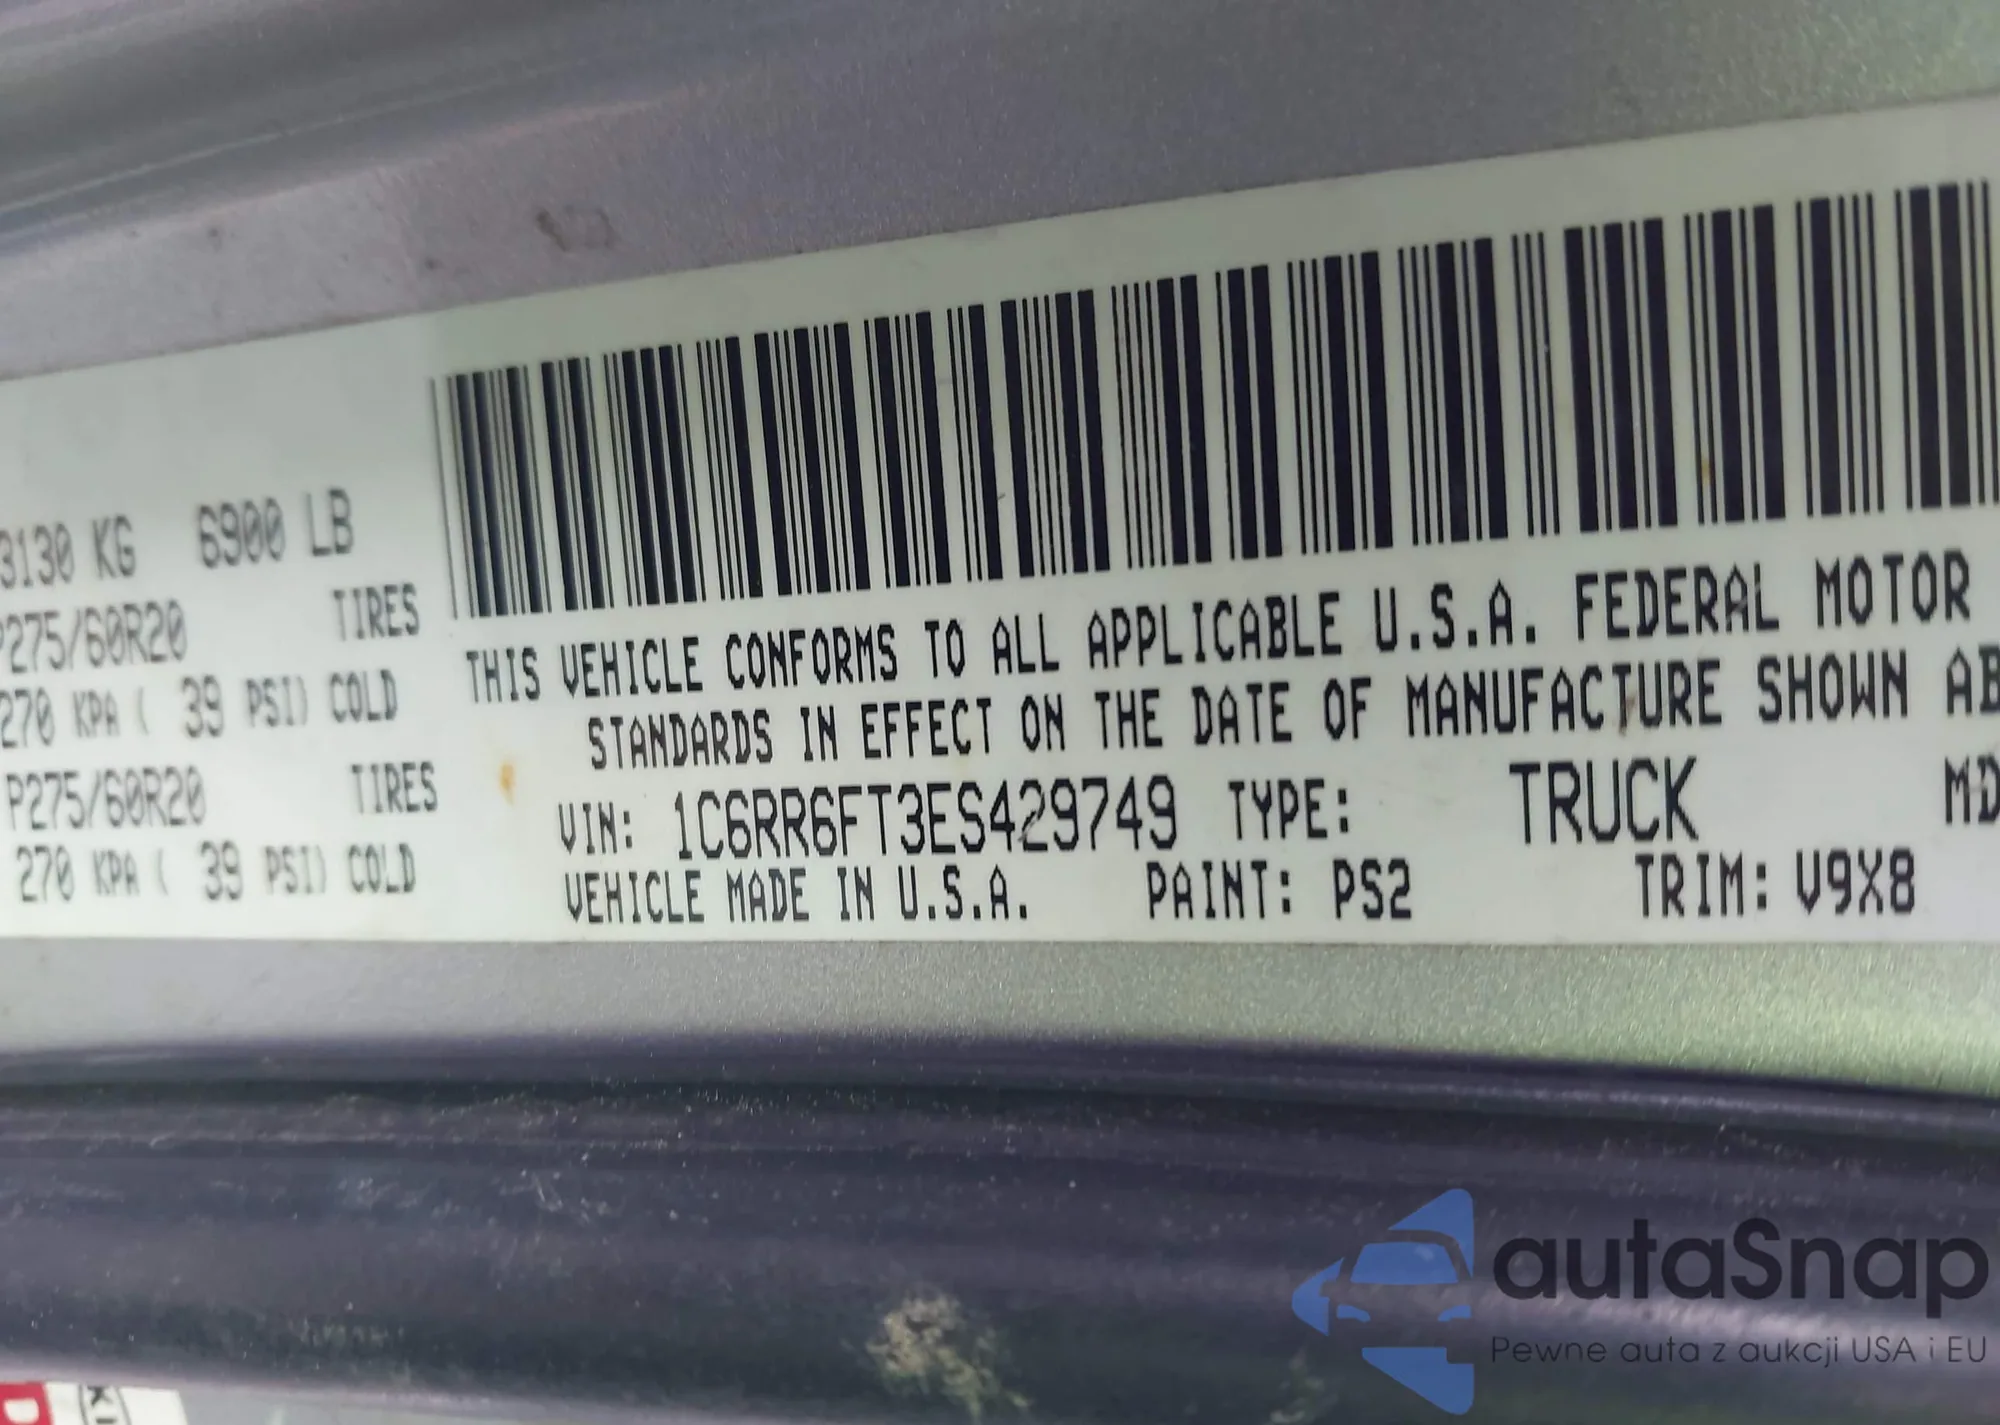 3130 KG 6900 LB
P275/60R20 TIRES
270 KPA ( 39 PSI) COLD
P275/60R20 TIRES
270 KPA ( 39 PSI) COLD
THIS VEHICLE CONFORMS TO ALL APPLICABLE U.S.A. FEDERAL MOTOR
STANDARDS IN EFFECT ON THE DATE OF MANUFACTURE SHOWN AB
VIN: 1C6RR6FT3ES429749 TYPE: TRUCK MD
VEHICLE MADE IN U.S.A. PAINT: PS2 TRIM: V9X8
autaSnap
Pewne auta z aukcji USA i EU